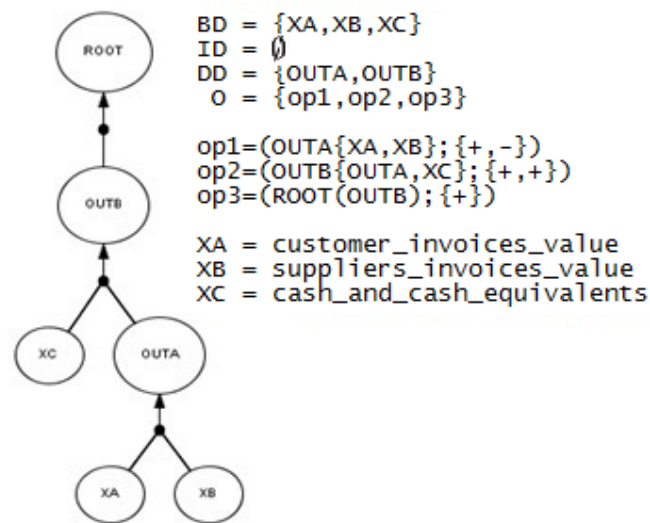 ROOT
OUTB
XC
OUTA
XA
XB
BD = {XA,XB,XC}
ID = ∅
DD = {OUTA,OUTB}
O = {op1,op2,op3}
op1=(OUTA{XA,XB};{+,-})
op2=(OUTB{OUTA,XC};{+,+})
op3=(ROOT(OUTB);{+})
XA = customer_invoices_value
XB = suppliers_invoices_value
XC = cash_and_cash_equivalents